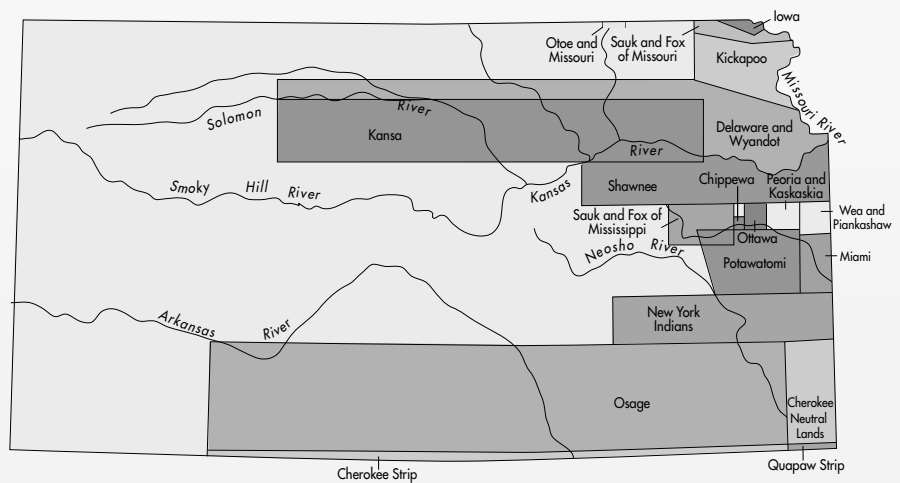 Iowa
Otoe and
Missouri
Sauk and Fox
of Missouri
Kickapoo
Missouri River
Solomon
River
Kansa
Delaware and
Wyandot
River
Smoky Hill River
Kansas
Shawnee
Chippewa
Peoria and
Kaskaskia
Sauk and Fox of
Mississippi
Wea and
Piankashaw
Ottawa
Neosho River
Potawatomi
Miami
Arkansas
River
New York
Indians
Osage
Cherokee
Neutral
Lands
Cherokee Strip
Quapaw Strip